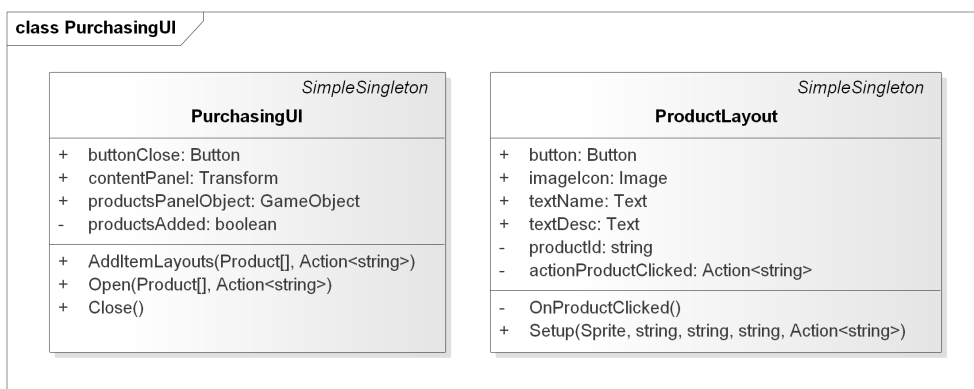 class PurchasingUI
SimpleSingleton
PurchasingUI
+ buttonClose: Button
+ contentPanel: Transform
+ productsPanelObject: GameObject
- productsAdded: boolean
+ AddItemLayouts(Product[], Action<string>)
+ Open(Product[], Action<string>)
+ Close()
SimpleSingleton
ProductLayout
+ button: Button
+ imageIcon: Image
+ textName: Text
+ textDesc: Text
- productId: string
- actionProductClicked: Action<string>
- OnProductClicked()
+ Setup(Sprite, string, string, string, Action<string>)